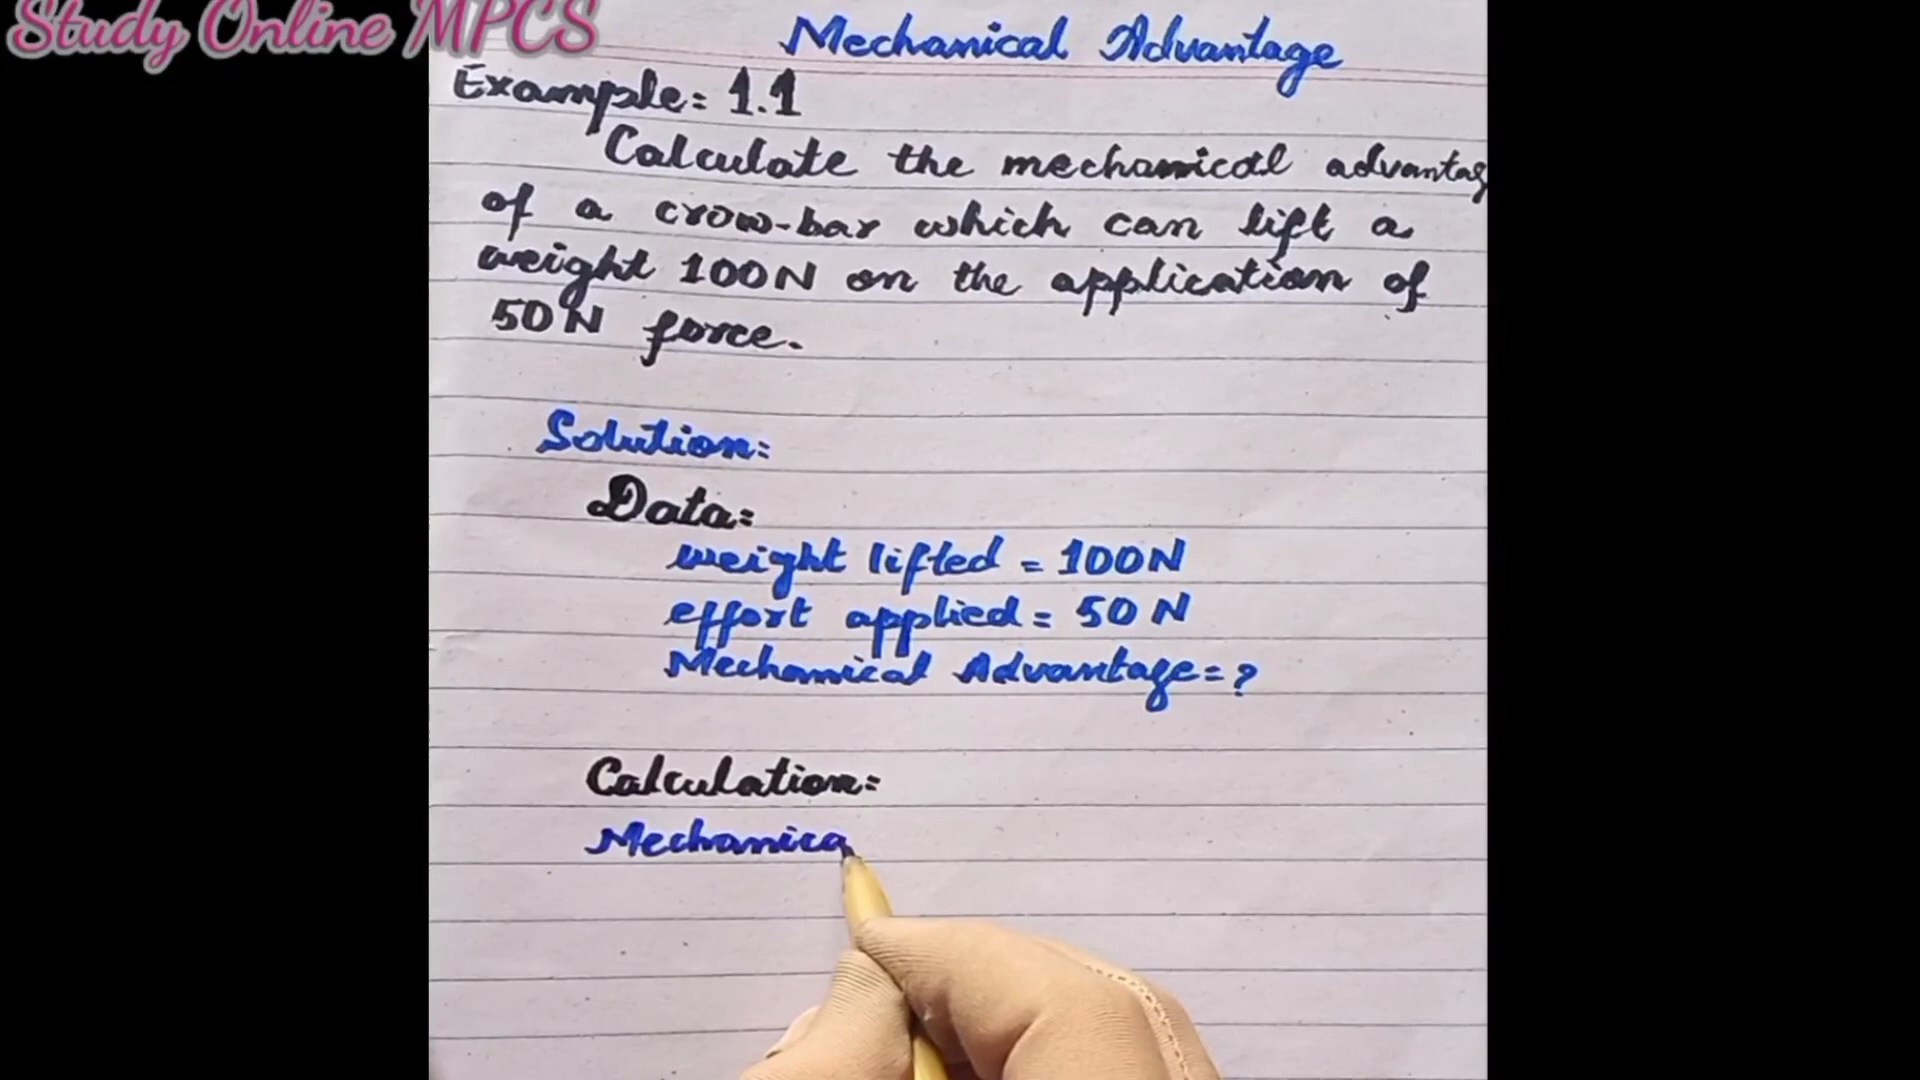 Study Online MPCS
Mechanical Advantage
Example: 1.1
Calculate the mechanical advantag
of a crow-bar which can lift a
weight 100N on the application of
50N force.
Solution:
Data:
weight lifted = 100N
effort applied = 50 N
Mechanical Advantage = ?
Calculation:
Mechanica